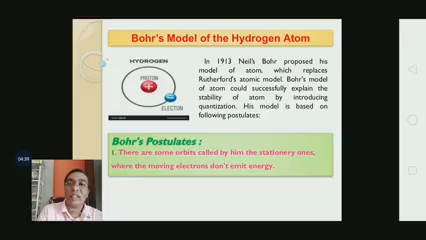 Bohr's Model of the Hydrogen Atom
HYDROGEN
PROTON
ELECTRON
In 1913 Neil's Bohr proposed his
model of atom, which replaces
Rutherford's atomic model. Bohr's model
of atom could successfully explain the
stability of atom by introducing
quantization. His model is based on
following postulates:
Bohr's Postulates :
1. There are some orbits called by him the stationery ones,
where the moving electrons don't emit energy.
04:39